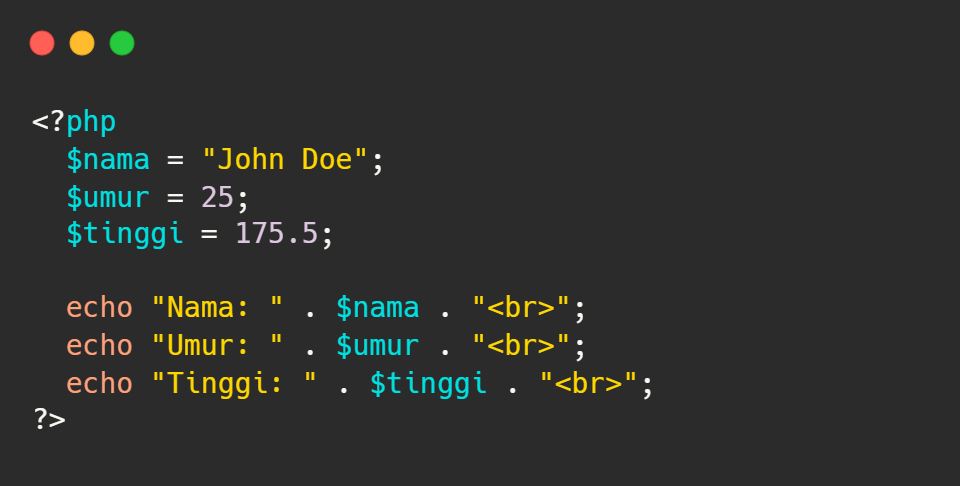 <?php
  $nama = "John Doe";
  $umur = 25;
  $tinggi = 175.5;

  echo "Nama: " . $nama . "<br>";
  echo "Umur: " . $umur . "<br>";
  echo "Tinggi: " . $tinggi . "<br>";
?>